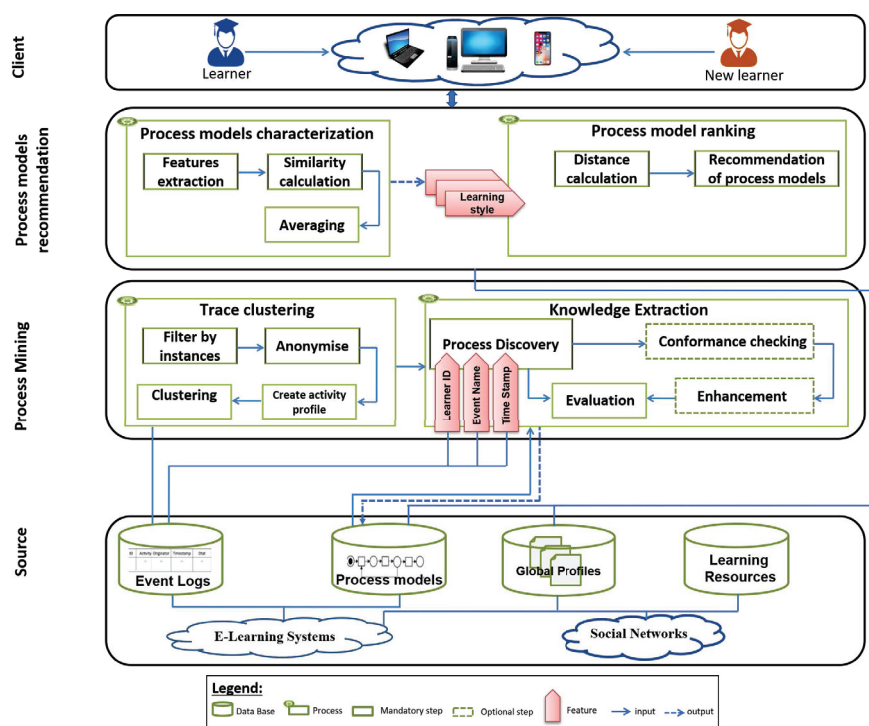 Client
Learner
New learner
Process models
recommendation
Process models characterization
Features
extraction
Similarity
calculation
Averaging
Learning
style
Process model ranking
Distance
calculation
Recommendation
of process models
Process Mining
Trace clustering
Filter by
instances
Anonymise
Clustering
Create activity
profile
Knowledge Extraction
Process Discovery
Learner ID
Event Name
Time Stamp
Conformance checking
Evaluation
Enhancement
Source
ID Activity Originator Timestamp
Event Logs
Process models
Global Profiles
Learning
Resources
E-Learning Systems
Social Networks
Legend:
Data Base
Process
Mandatory step
Optional step
Feature
input
output